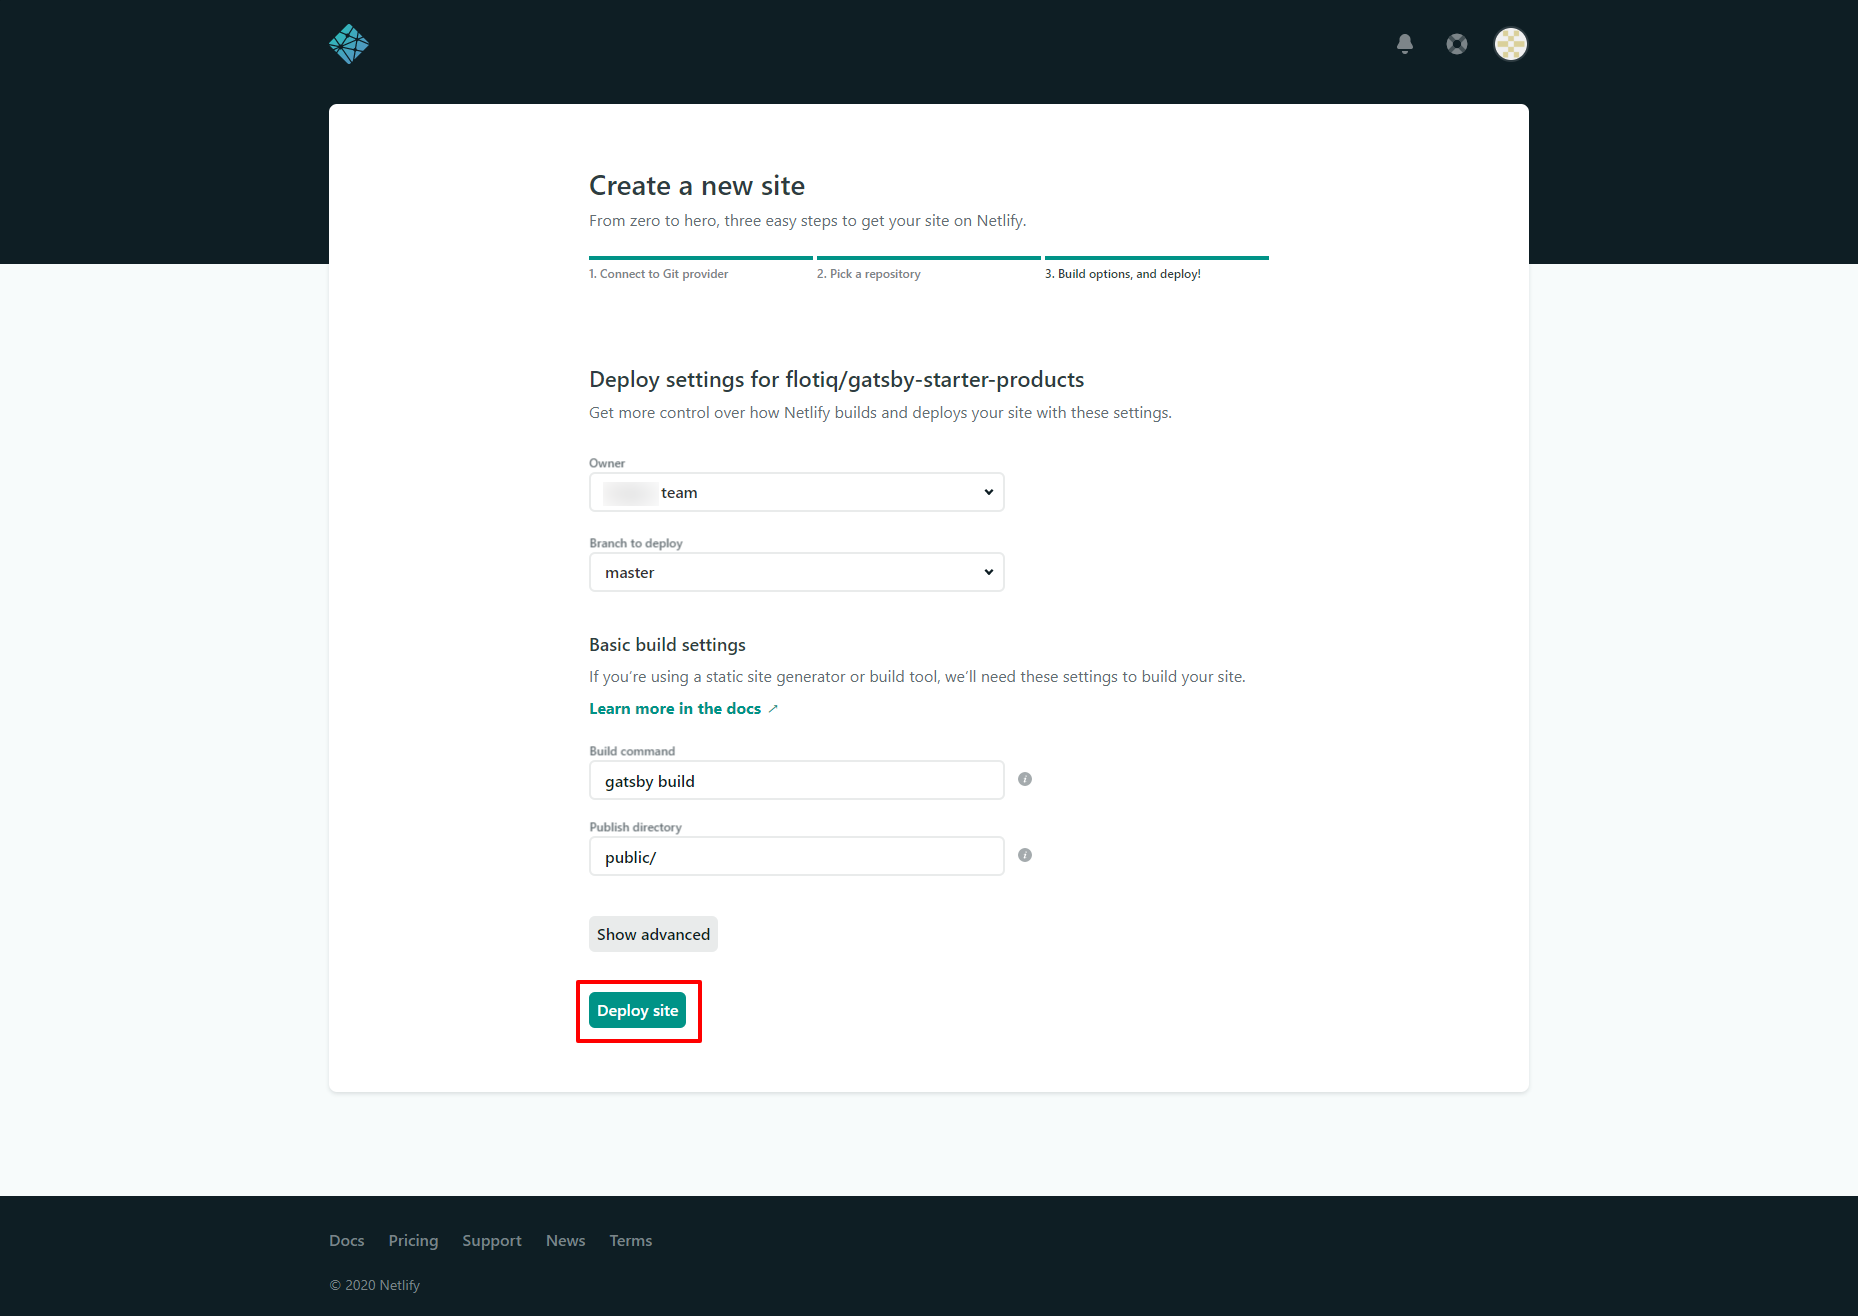 Create a new site
From zero to hero, three easy steps to get your site on Netlify.
1. Connect to Git provider
2. Pick a repository
3. Build options, and deploy!
Deploy settings for flotiq/gatsby-starter-products
Get more control over how Netlify builds and deploys your site with these settings.
Owner
team
Branch to deploy
master
Basic build settings
If you’re using a static site generator or build tool, we’ll need these settings to build your site.
Learn more in the docs ↗
Build command
gatsby build
Publish directory
public/
Show advanced
Deploy site
Docs Pricing Support News Terms
© 2020 Netlify